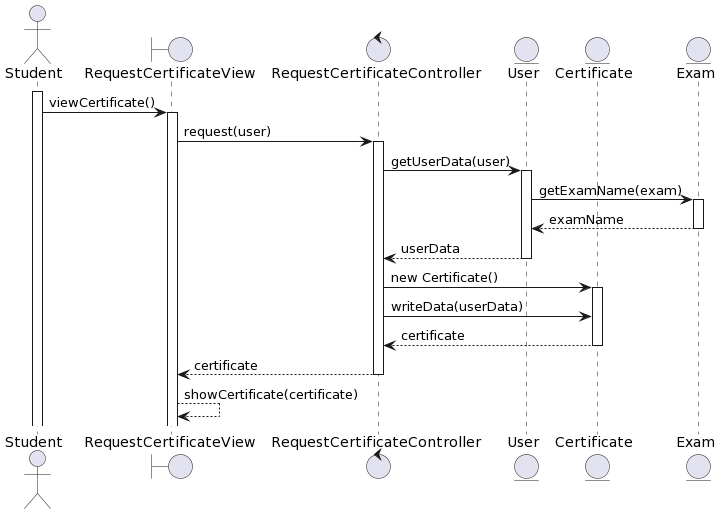 Student RequestCertificateView RequestCertificateController User Certificate Exam
viewCertificate()
request(user)
getUserData(user)
getExamName(exam)
examName
userData
new Certificate()
writeData(userData)
certificate
certificate
showCertificate(certificate)
Student RequestCertificateView RequestCertificateController User Certificate Exam